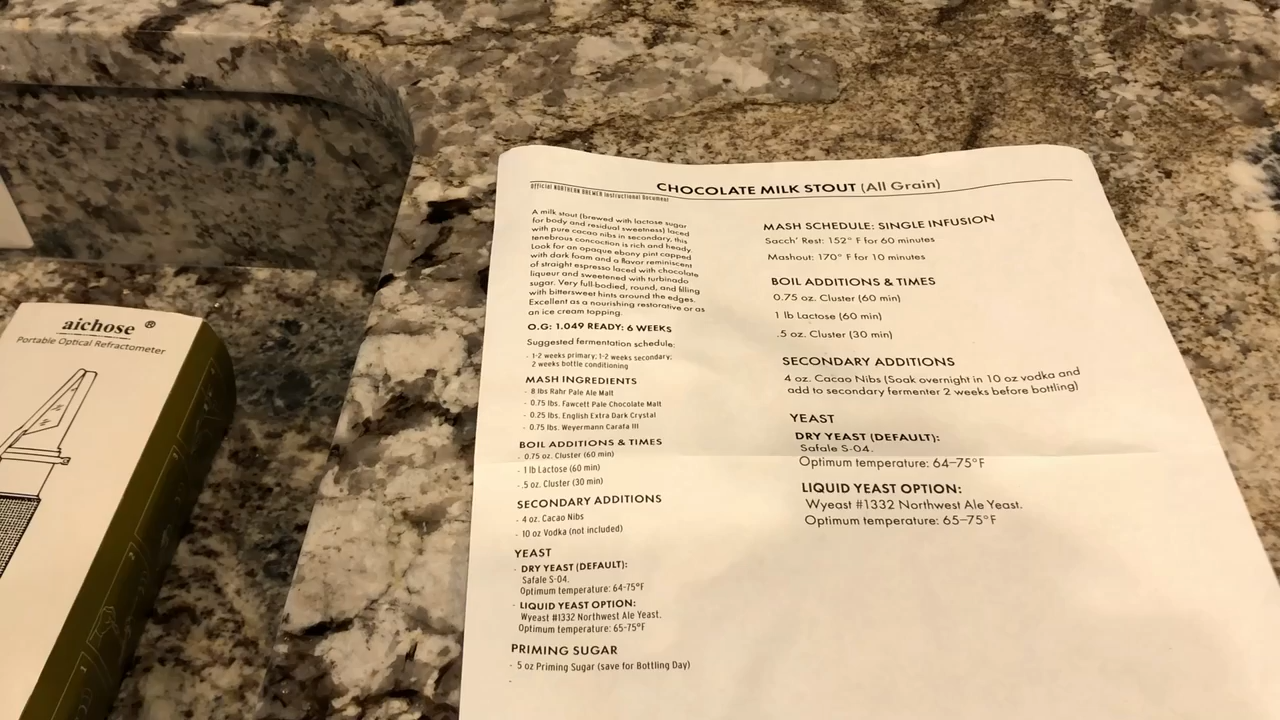 Official NORTHERN BREWER Instructional Document
CHOCOLATE MILK STOUT (All Grain)
A milk stout (brewed with lactose sugar
for body and residual sweetness) laced
with pure cacao nibs in secondary, this
tenebrous concoction is rich and heady.
Look for an opaque ebony pint capped
with dark foam and a flavor reminiscent
of straight espresso laced with chocolate
liqueur and sweetened with turbinado
sugar. Very full-bodied, round, and filling
with bittersweet hints around the edges.
Excellent as a nourishing restorative or as
an ice cream topping.
O.G: 1.049 READY: 6 WEEKS
Suggested fermentation schedule:
- 1-2 weeks primary; 1-2 weeks secondary;
2 weeks bottle conditioning
MASH INGREDIENTS
- 8 lbs Rahr Pale Ale Malt
- 0.75 lbs. Fawcett Pale Chocolate Malt
- 0.25 lbs. English Extra Dark Crystal
- 0.75 lbs. Weyermann Carafa III
BOIL ADDITIONS & TIMES
- 0.75 oz. Cluster (60 min)
- 1 lb Lactose (60 min)
- .5 oz. Cluster (30 min)
SECONDARY ADDITIONS
- 4 oz. Cacao Nibs
- 10 oz Vodka (not included)
YEAST
- DRY YEAST (DEFAULT):
Safale S-04.
Optimum temperature: 64-75°F
- LIQUID YEAST OPTION:
Wyeast #1332 Northwest Ale Yeast.
Optimum temperature: 65-75°F
PRIMING SUGAR
- 5 oz Priming Sugar (save for Bottling Day)
-
MASH SCHEDULE: SINGLE INFUSION
Sacch' Rest: 152° F for 60 minutes
Mashout: 170° F for 10 minutes
BOIL ADDITIONS & TIMES
0.75 oz. Cluster (60 min)
1 lb Lactose (60 min)
.5 oz. Cluster (30 min)
SECONDARY ADDITIONS
4 oz. Cacao Nibs (Soak overnight in 10 oz vodka and
add to secondary fermenter 2 weeks before bottling)
YEAST
DRY YEAST (DEFAULT):
Safale S-04.
Optimum temperature: 64–75°F
LIQUID YEAST OPTION:
Wyeast #1332 Northwest Ale Yeast.
Optimum temperature: 65–75°F
aichose ®
Portable Optical Refractometer